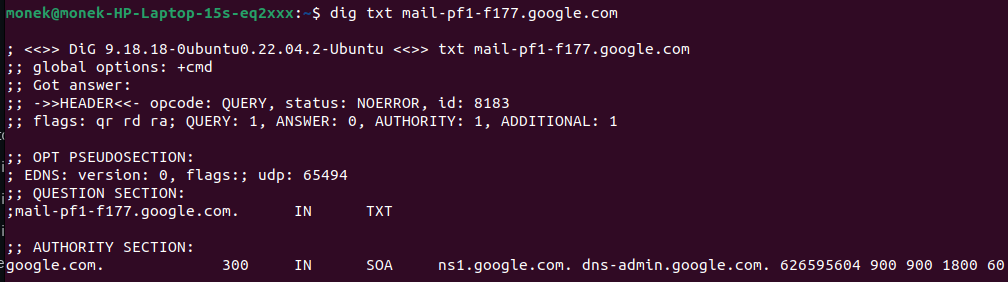 monek@monek-HP-Laptop-15s-eq2xxx:~$ dig txt mail-pf1-f177.google.com

; <<>> DiG 9.18.18-0ubuntu0.22.04.2-Ubuntu <<>> txt mail-pf1-f177.google.com
;; global options: +cmd
;; Got answer:
;; ->>HEADER<<- opcode: QUERY, status: NOERROR, id: 8183
;; flags: qr rd ra; QUERY: 1, ANSWER: 0, AUTHORITY: 1, ADDITIONAL: 1

;; OPT PSEUDOSECTION:
; EDNS: version: 0, flags:; udp: 65494
;; QUESTION SECTION:
;mail-pf1-f177.google.com. IN TXT

;; AUTHORITY SECTION:
google.com. 300 IN SOA ns1.google.com. dns-admin.google.com. 626595604 900 900 1800 60